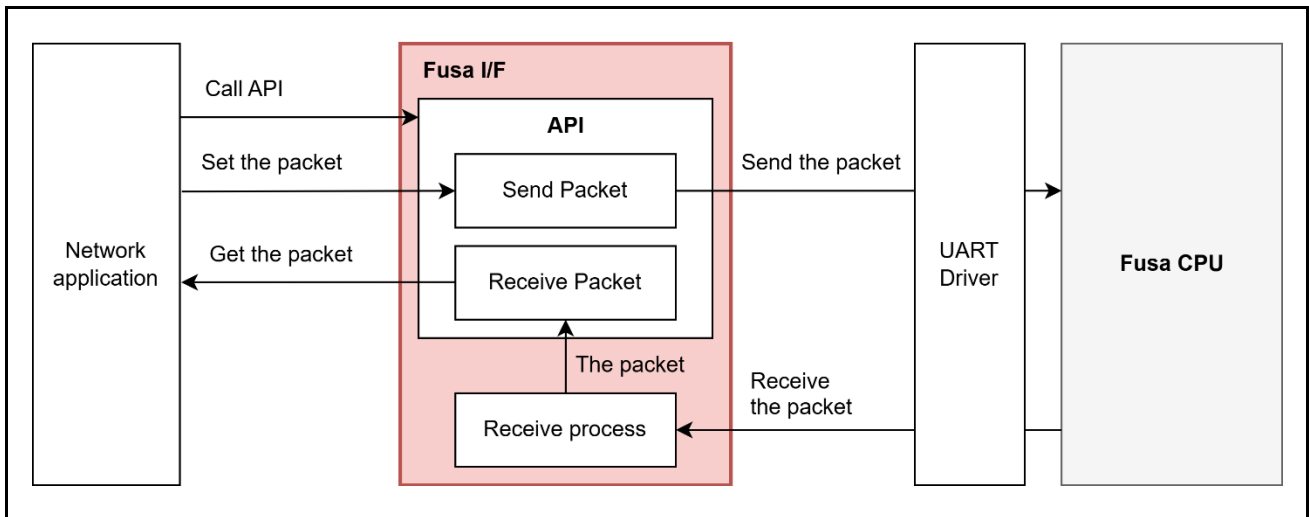 Fusa I/F
Call API
API
Set the packet
Send Packet
Send the packet
Network
application
Get the packet
Receive Packet
UART
Driver
Fusa CPU
The packet
Receive
the packet
Receive process